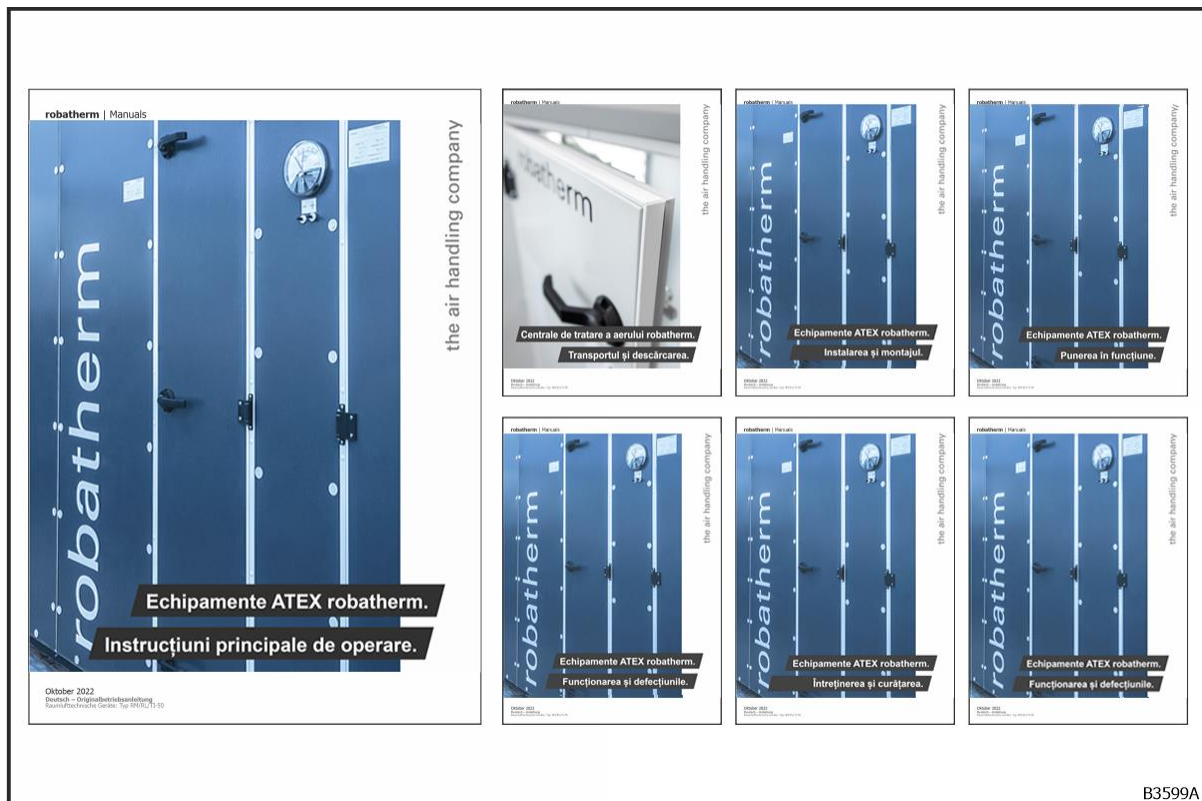 robatherm | Manuals
the air handling company
robatherm
Echipamente ATEX robatherm.
Instrucțiuni principale de operare.
Oktober 2022
Deutsch – Originalbetriebsanleitung
Raumlufttechnische Geräte: Typ RM/RL/TI-50
robatherm | Manuals
the air handling company
robatherm
Centrale de tratare a aerului robatherm.
Transportul și descărcarea.
Oktober 2022
robatherm | Manuals
the air handling company
robatherm
Echipamente ATEX robatherm.
Instalarea și montajul.
Oktober 2022
robatherm | Manuals
the air handling company
robatherm
Echipamente ATEX robatherm.
Punerea în funcțiune.
Oktober 2022
robatherm | Manuals
the air handling company
robatherm
Echipamente ATEX robatherm.
Funcționarea și defecțiunile.
Oktober 2022
robatherm | Manuals
the air handling company
robatherm
Echipamente ATEX robatherm.
Întreținerea și curățarea.
Oktober 2022
robatherm | Manuals
the air handling company
robatherm
Echipamente ATEX robatherm.
Funcționarea și defecțiunile.
Oktober 2022
B3599A